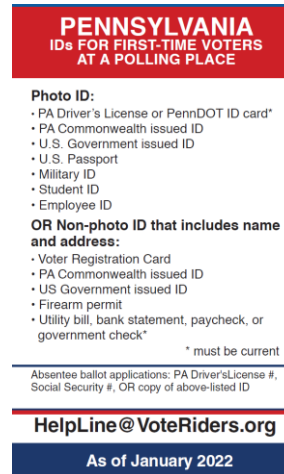 PENNSYLVANIA
IDs FOR FIRST-TIME VOTERS
AT A POLLING PLACE
Photo ID:
• PA Driver's License or PennDOT ID card*
• PA Commonwealth issued ID
• U.S. Government issued ID
• U.S. Passport
• Military ID
• Student ID
• Employee ID
OR Non-photo ID that includes name
and address:
• Voter Registration Card
• PA Commonwealth issued ID
• US Government issued ID
• Firearm permit
• Utility bill, bank statement, paycheck, or
government check*
* must be current
Absentee ballot applications: PA Driver'sLicense #,
Social Security #, OR copy of above-listed ID
HelpLine@VoteRiders.org
As of January 2022